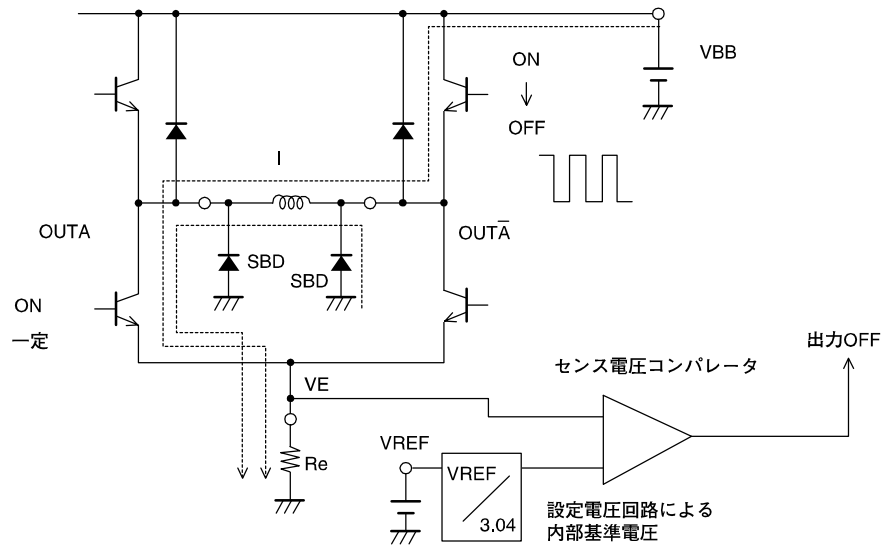 VBB
ON
OFF
I
OUTA
OUTA̅
SBD
SBD
ON
一定
出力OFF
センス電圧コンパレータ
VE
VREF
Re
VREF
3.04
設定電圧回路による
内部基準電圧